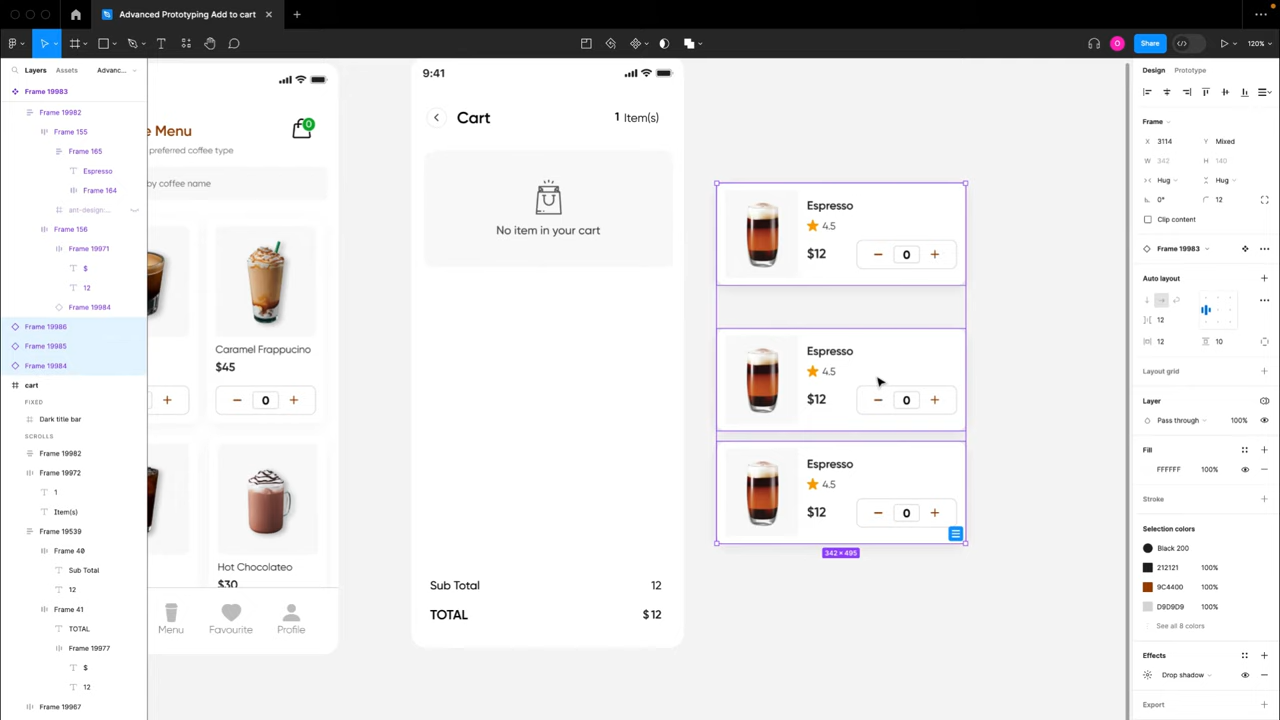 Advanced Prototyping Add to cart
Share
120%
Layers
Assets
Advanc...
Frame 19983
Frame 19982
Frame 155
Frame 165
Espresso
Frame 164
ant-design:...
Frame 156
Frame 19971
$
12
Frame 19984
Frame 19986
Frame 19985
Frame 19984
cart
FIXED
Dark title bar
SCROLLS
Frame 19982
Frame 19972
1
Item(s)
Frame 19539
Frame 40
Sub Total
12
Frame 41
TOTAL
Frame 19977
$
12
Frame 19967
e Menu
0
preferred coffee type
by coffee name
Caramel Frappucino
$45
0
Hot Chocolateo
$30
Menu
Favourite
Profile
9:41
Cart
1 Item(s)
No item in your cart
Sub Total 12
TOTAL $ 12
Espresso
4.5
$12
0
Espresso
4.5
$12
0
Espresso
4.5
$12
0
342 × 495
Design
Prototype
Frame
X 3114 Y Mixed
W 342 H 140
Hug
Hug
0°
12
Clip content
Frame 19983
Auto layout
12
12
10
Layout grid
Layer
Pass through 100%
Fill
FFFFFF 100%
Stroke
Selection colors
Black 200
212121 100%
9C4400 100%
D9D9D9 100%
See all 8 colors
Effects
Drop shadow
Export